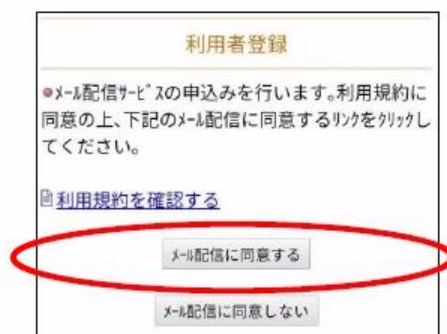 利用者登録
●ﾒｰﾙ配信ｻｰﾋﾞｽの申込みを行います。利用規約に
同意の上、下記のﾒｰﾙ配信に同意するﾘﾝｸをｸﾘｯｸし
てください。
利用規約を確認する
ﾒｰﾙ配信に同意する
ﾒｰﾙ配信に同意しない